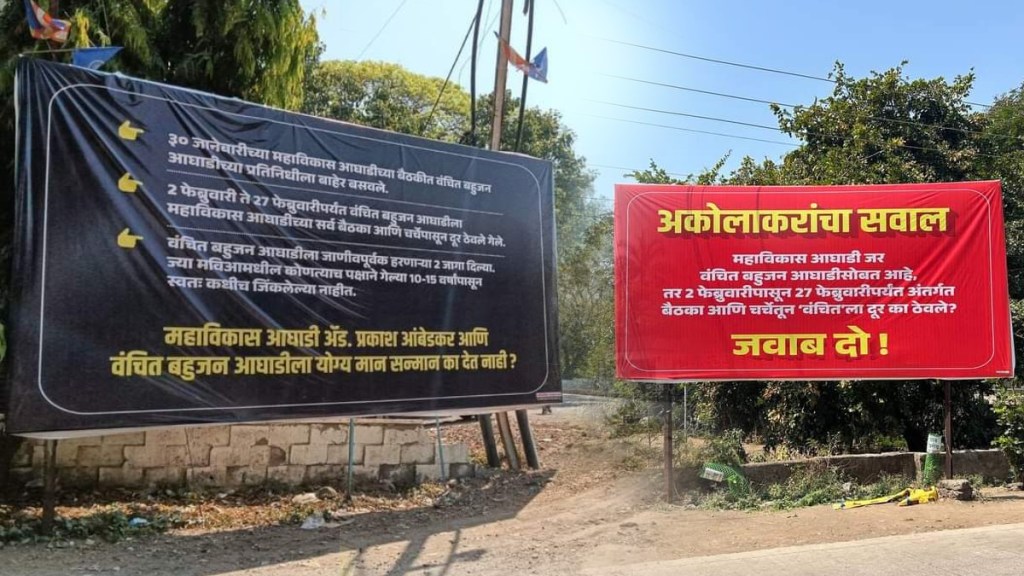 ३० जानेवारीच्या महाविकास आघाडीच्या बैठकीत वंचित बहुजन
आघाडीच्या प्रतिनिधीला बाहेर बसवले.
2 फेब्रुवारी ते 27 फेब्रुवारीपर्यंत वंचित बहुजन आघाडीला
महाविकास आघाडीच्या सर्व बैठका आणि चर्चेपासून दूर ठेवले गेले.
वंचित बहुजन आघाडीला जाणीवपूर्वक हरणाऱ्या 2 जागा दिल्या.
ज्या मविआमधील कोणत्याच पक्षाने गेल्या 10-15 वर्षांपासून
स्वतः कधीच जिंकलेल्या नाहीत.
महाविकास आघाडी ॲड. प्रकाश आंबेडकर आणि
वंचित बहुजन आघाडीला योग्य मान सन्मान का देत नाही ?
अकोलाकरांचा सवाल
महाविकास आघाडी जर
वंचित बहुजन आघाडीसोबत आहे,
तर 2 फेब्रुवारीपासून 27 फेब्रुवारीपर्यंत अंतर्गत
बैठका आणि चर्चेतून ‘वंचित’ला दूर का ठेवले?
जवाब दो !